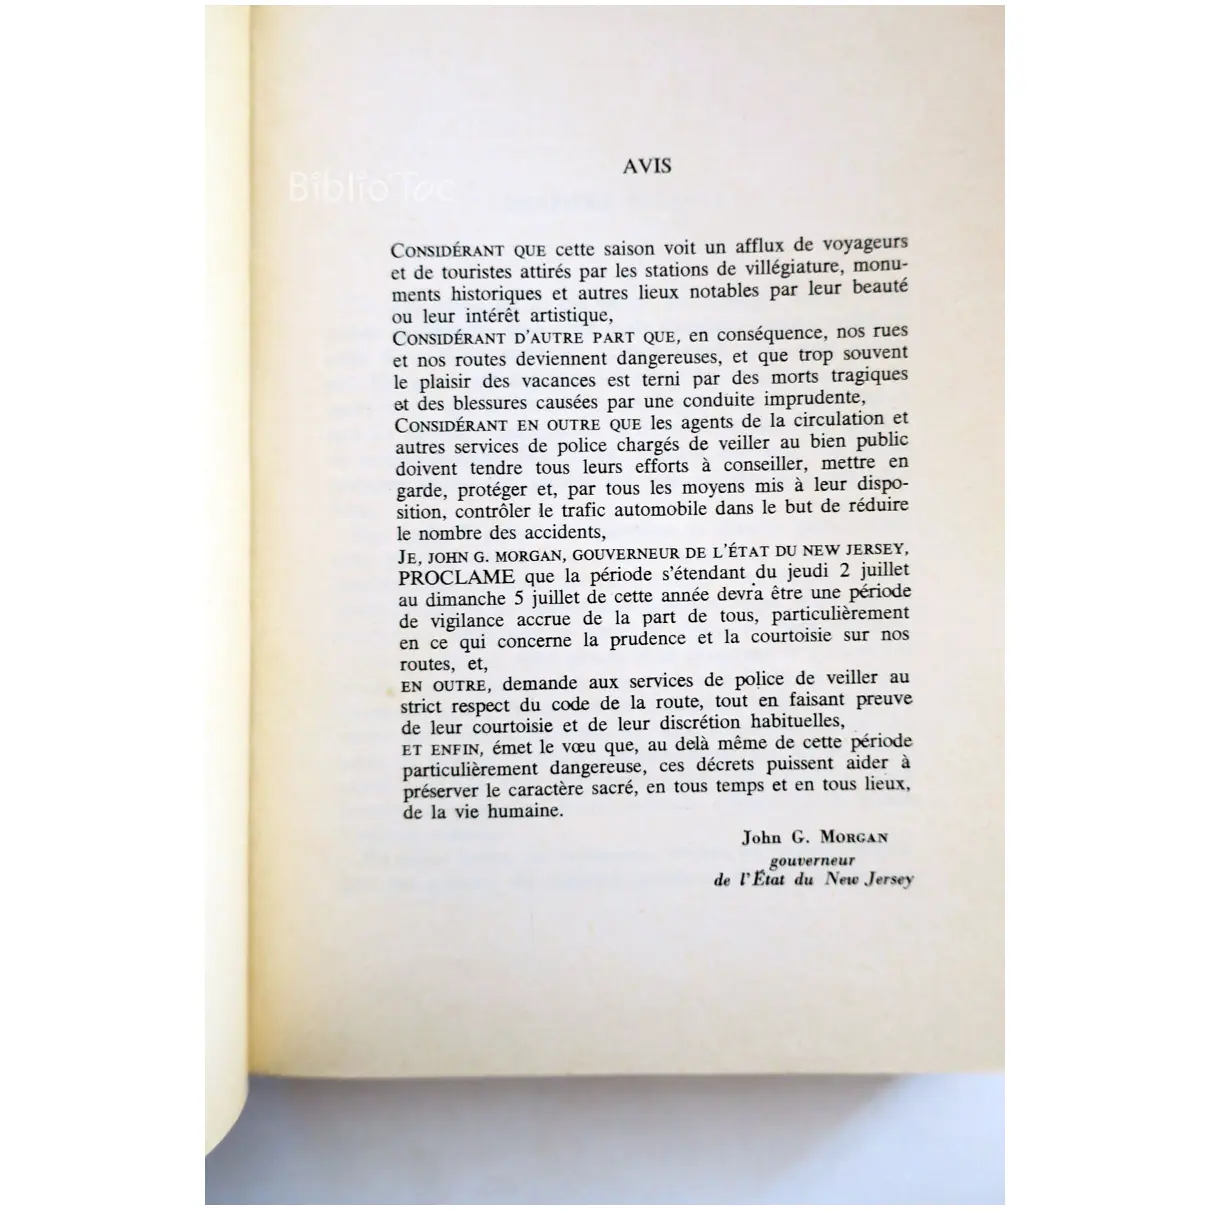 AVIS
Biblio'Toc
CONSIDÉRANT QUE cette saison voit un afflux de voyageurs
et de touristes attirés par les stations de villégiature, monu-
ments historiques et autres lieux notables par leur beauté
ou leur intérêt artistique,
CONSIDÉRANT D'AUTRE PART QUE, en conséquence, nos rues
et nos routes deviennent dangereuses, et que trop souvent
le plaisir des vacances est terni par des morts tragiques
et des blessures causées par une conduite imprudente,
CONSIDÉRANT EN OUTRE QUE les agents de la circulation et
autres services de police chargés de veiller au bien public
doivent tendre tous leurs efforts à conseiller, mettre en
garde, protéger et, par tous les moyens mis à leur dispo-
sition, contrôler le trafic automobile dans le but de réduire
le nombre des accidents,
JE, JOHN G. MORGAN, GOUVERNEUR DE L'ÉTAT DU NEW JERSEY,
PROCLAME que la période s'étendant du jeudi 2 juillet
au dimanche 5 juillet de cette année devra être une période
de vigilance accrue de la part de tous, particulièrement
en ce qui concerne la prudence et la courtoisie sur nos
routes, et,
EN OUTRE, demande aux services de police de veiller au
strict respect du code de la route, tout en faisant preuve
de leur courtoisie et de leur discrétion habituelles,
ET ENFIN, émet le vœu que, au delà même de cette période
particulièrement dangereuse, ces décrets puissent aider à
préserver le caractère sacré, en tous temps et en tous lieux,
de la vie humaine.
John G. MORGAN
gouverneur
de l'État du New Jersey